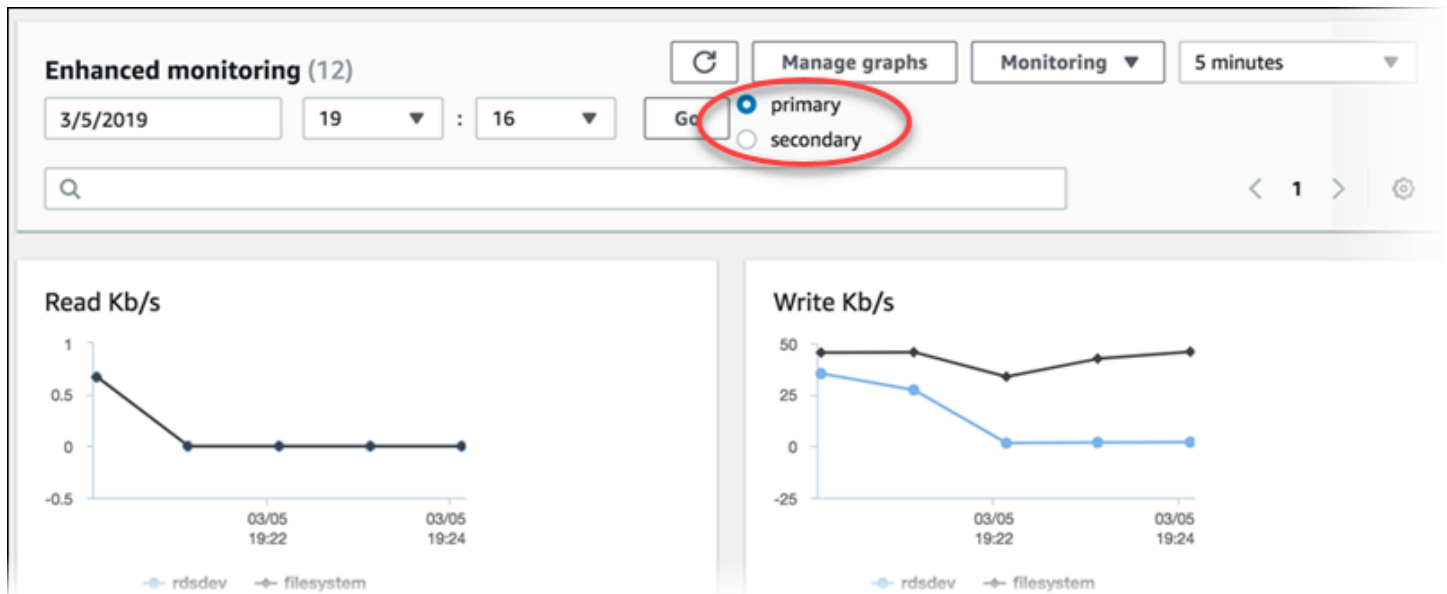 Enhanced monitoring (12)
Manage graphs
Monitoring
5 minutes
3/5/2019
19 : 16
Go
primary
secondary
1
Read Kb/s
1
0.5
0
-0.5
03/05 03/05
19:22 19:24
rdsdev filesystem
Write Kb/s
50
25
0
-25
03/05 03/05
19:22 19:24
rdsdev filesystem